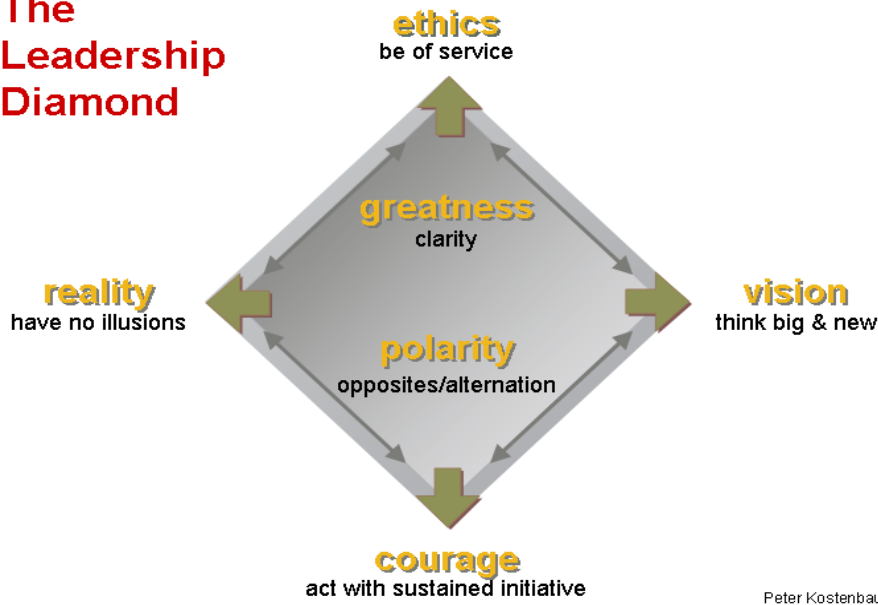 The
Leadership
Diamond
ethics
be of service
greatness
clarity
reality
have no illusions
vision
think big & new
polarity
opposites/alternation
courage
act with sustained initiative
Peter Kostenbau